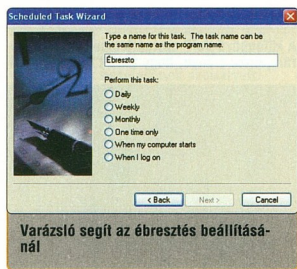 Scheduled Task Wizard
Type a name for this task. The task name can be
the same name as the program name.
Ébreszto
Perform this task:
Daily
Weekly
Monthly
One time only
When my computer starts
When I log on
< Back
Next >
Cancel
Varázsló segít az ébresztés beállításá-
nál